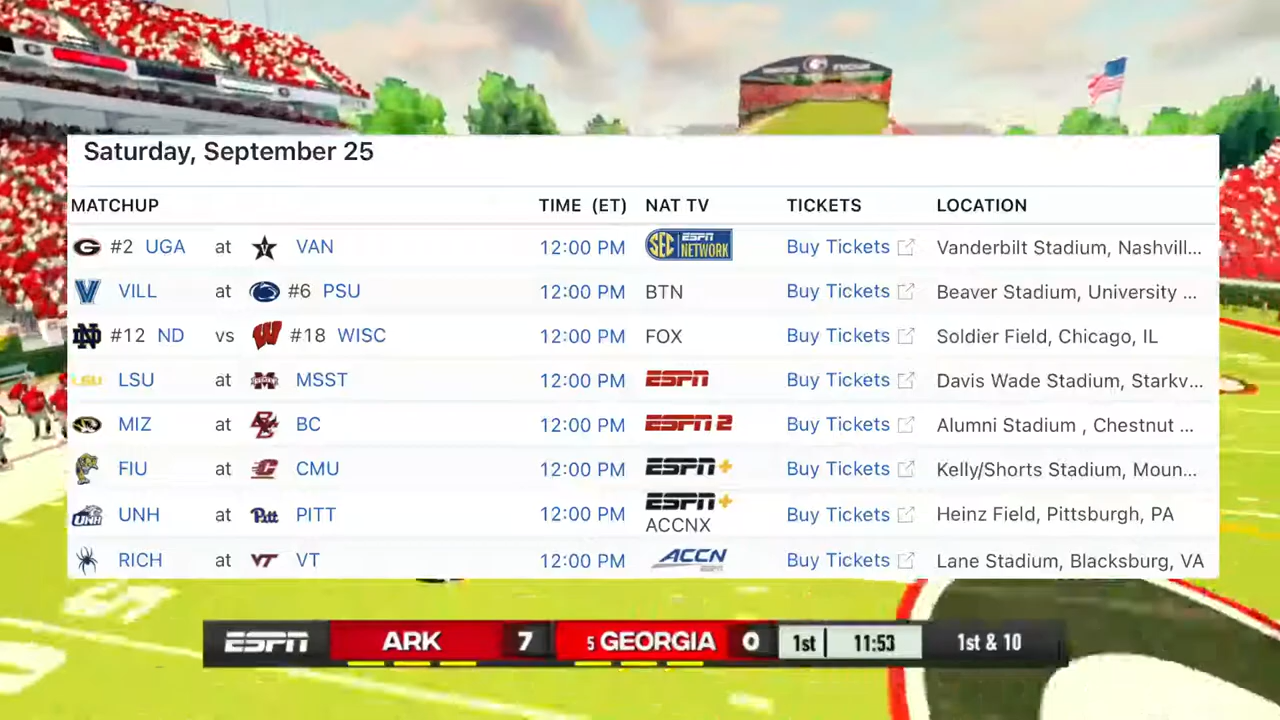 Saturday, September 25
MATCHUP TIME (ET) NAT TV TICKETS LOCATION
#2 UGA at VAN 12:00 PM SEC ESPN NETWORK Buy Tickets Vanderbilt Stadium, Nashvill...
VILL at #6 PSU 12:00 PM BTN Buy Tickets Beaver Stadium, University ...
#12 ND vs #18 WISC 12:00 PM FOX Buy Tickets Soldier Field, Chicago, IL
LSU LSU at MSST 12:00 PM ESPN Buy Tickets Davis Wade Stadium, Starkv...
MIZ at BC 12:00 PM ESPN 2 Buy Tickets Alumni Stadium , Chestnut ...
FIU at CMU 12:00 PM ESPN+ Buy Tickets Kelly/Shorts Stadium, Moun...
UNH UNH at Pitt PITT 12:00 PM ESPN+ ACCNX Buy Tickets Heinz Field, Pittsburgh, PA
RICH at VT VT 12:00 PM ACCN ESPN Buy Tickets Lane Stadium, Blacksburg, VA
ESPN ARK 7 5 GEORGIA 0 1st 11:53 1st & 10